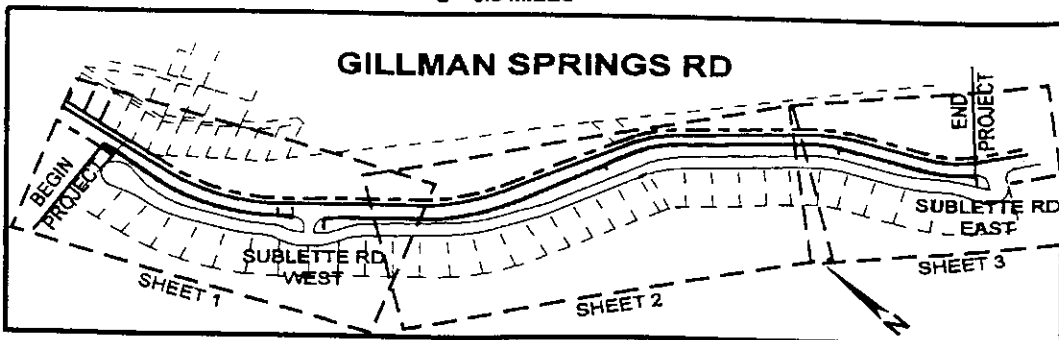 GILLMAN SPRINGS RD
BEGIN
PROJECT
END
PROJECT
SUBLETTE RD
WEST
SUBLETTE RD
EAST
SHEET 1
SHEET 2
SHEET 3
N